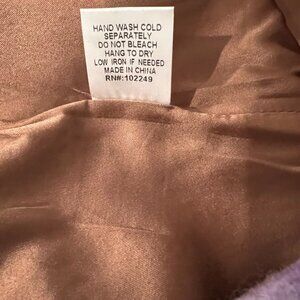 HAND WASH COLD
SEPARATELY
DO NOT BLEACH
HANG TO DRY
LOW IRON IF NEEDED
MADE IN CHINA
RN#:102249